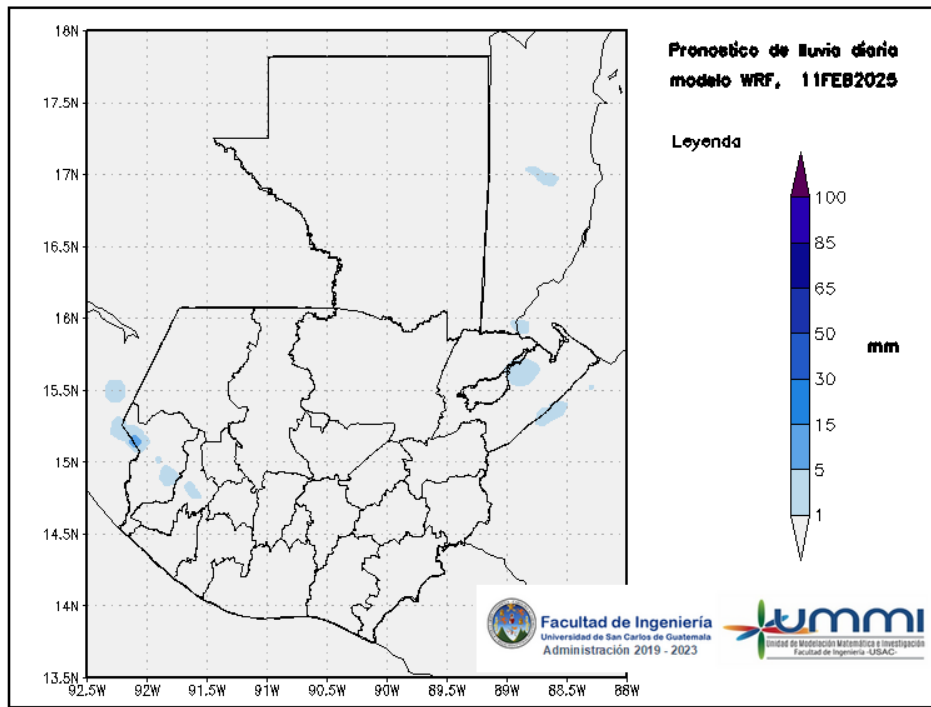 Pronostico de lluvia diaria
modelo WRF, 11FEB2025
Leyenda
100
85
65
50
30
15
5
1
mm
18N
17.5N
17N
16.5N
16N
15.5N
15N
14.5N
14N
13.5N
92.5W
92W
91.5W
91W
90.5W
90W
89.5W
89W
88.5W
88W
Facultad de Ingeniería
Universidad de San Carlos de Guatemala
Administración 2019 - 2023
UMMI
Unidad de Modelación Matemática e Investigación
Facultad de Ingeniería -USAC-